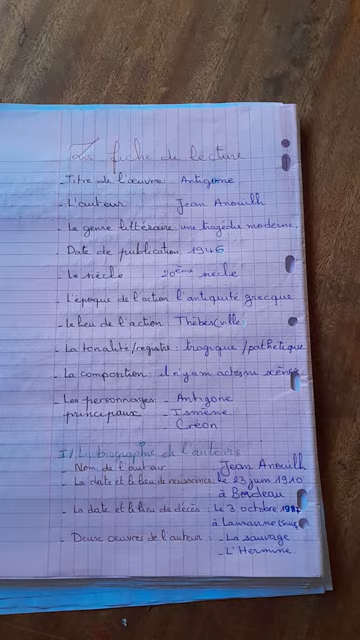 La fiche de lecture
- Titre de l'œuvre: Antigone
- L'auteur Jean Anouilh
- Le genre littéraire une tragédie moderne.
- Date de publication 1946
- Le siècle 20ème siècle
- L'époque de l'action l'antiquité grecque
- Le lieu de l'action Thèbes(ville)
- La tonalité/registre: tragique/pathétique
- La compostion: il n'y a ni actes ni scènes
- Les personnages: - Antigone
principaux - Ismène
Créon
I/ La biographie de l'auteur:
- Nom de l'auteur : Jean Anouilh
- La date et le lieu de naissance: le 23 juin 1910
à Bordeau
- La date et le lieu de décès: le 3 octobre 1987
à Lausanne (Suis
- Deux oeuvres de l'auteur: - La sauvage
- L'Hermine.